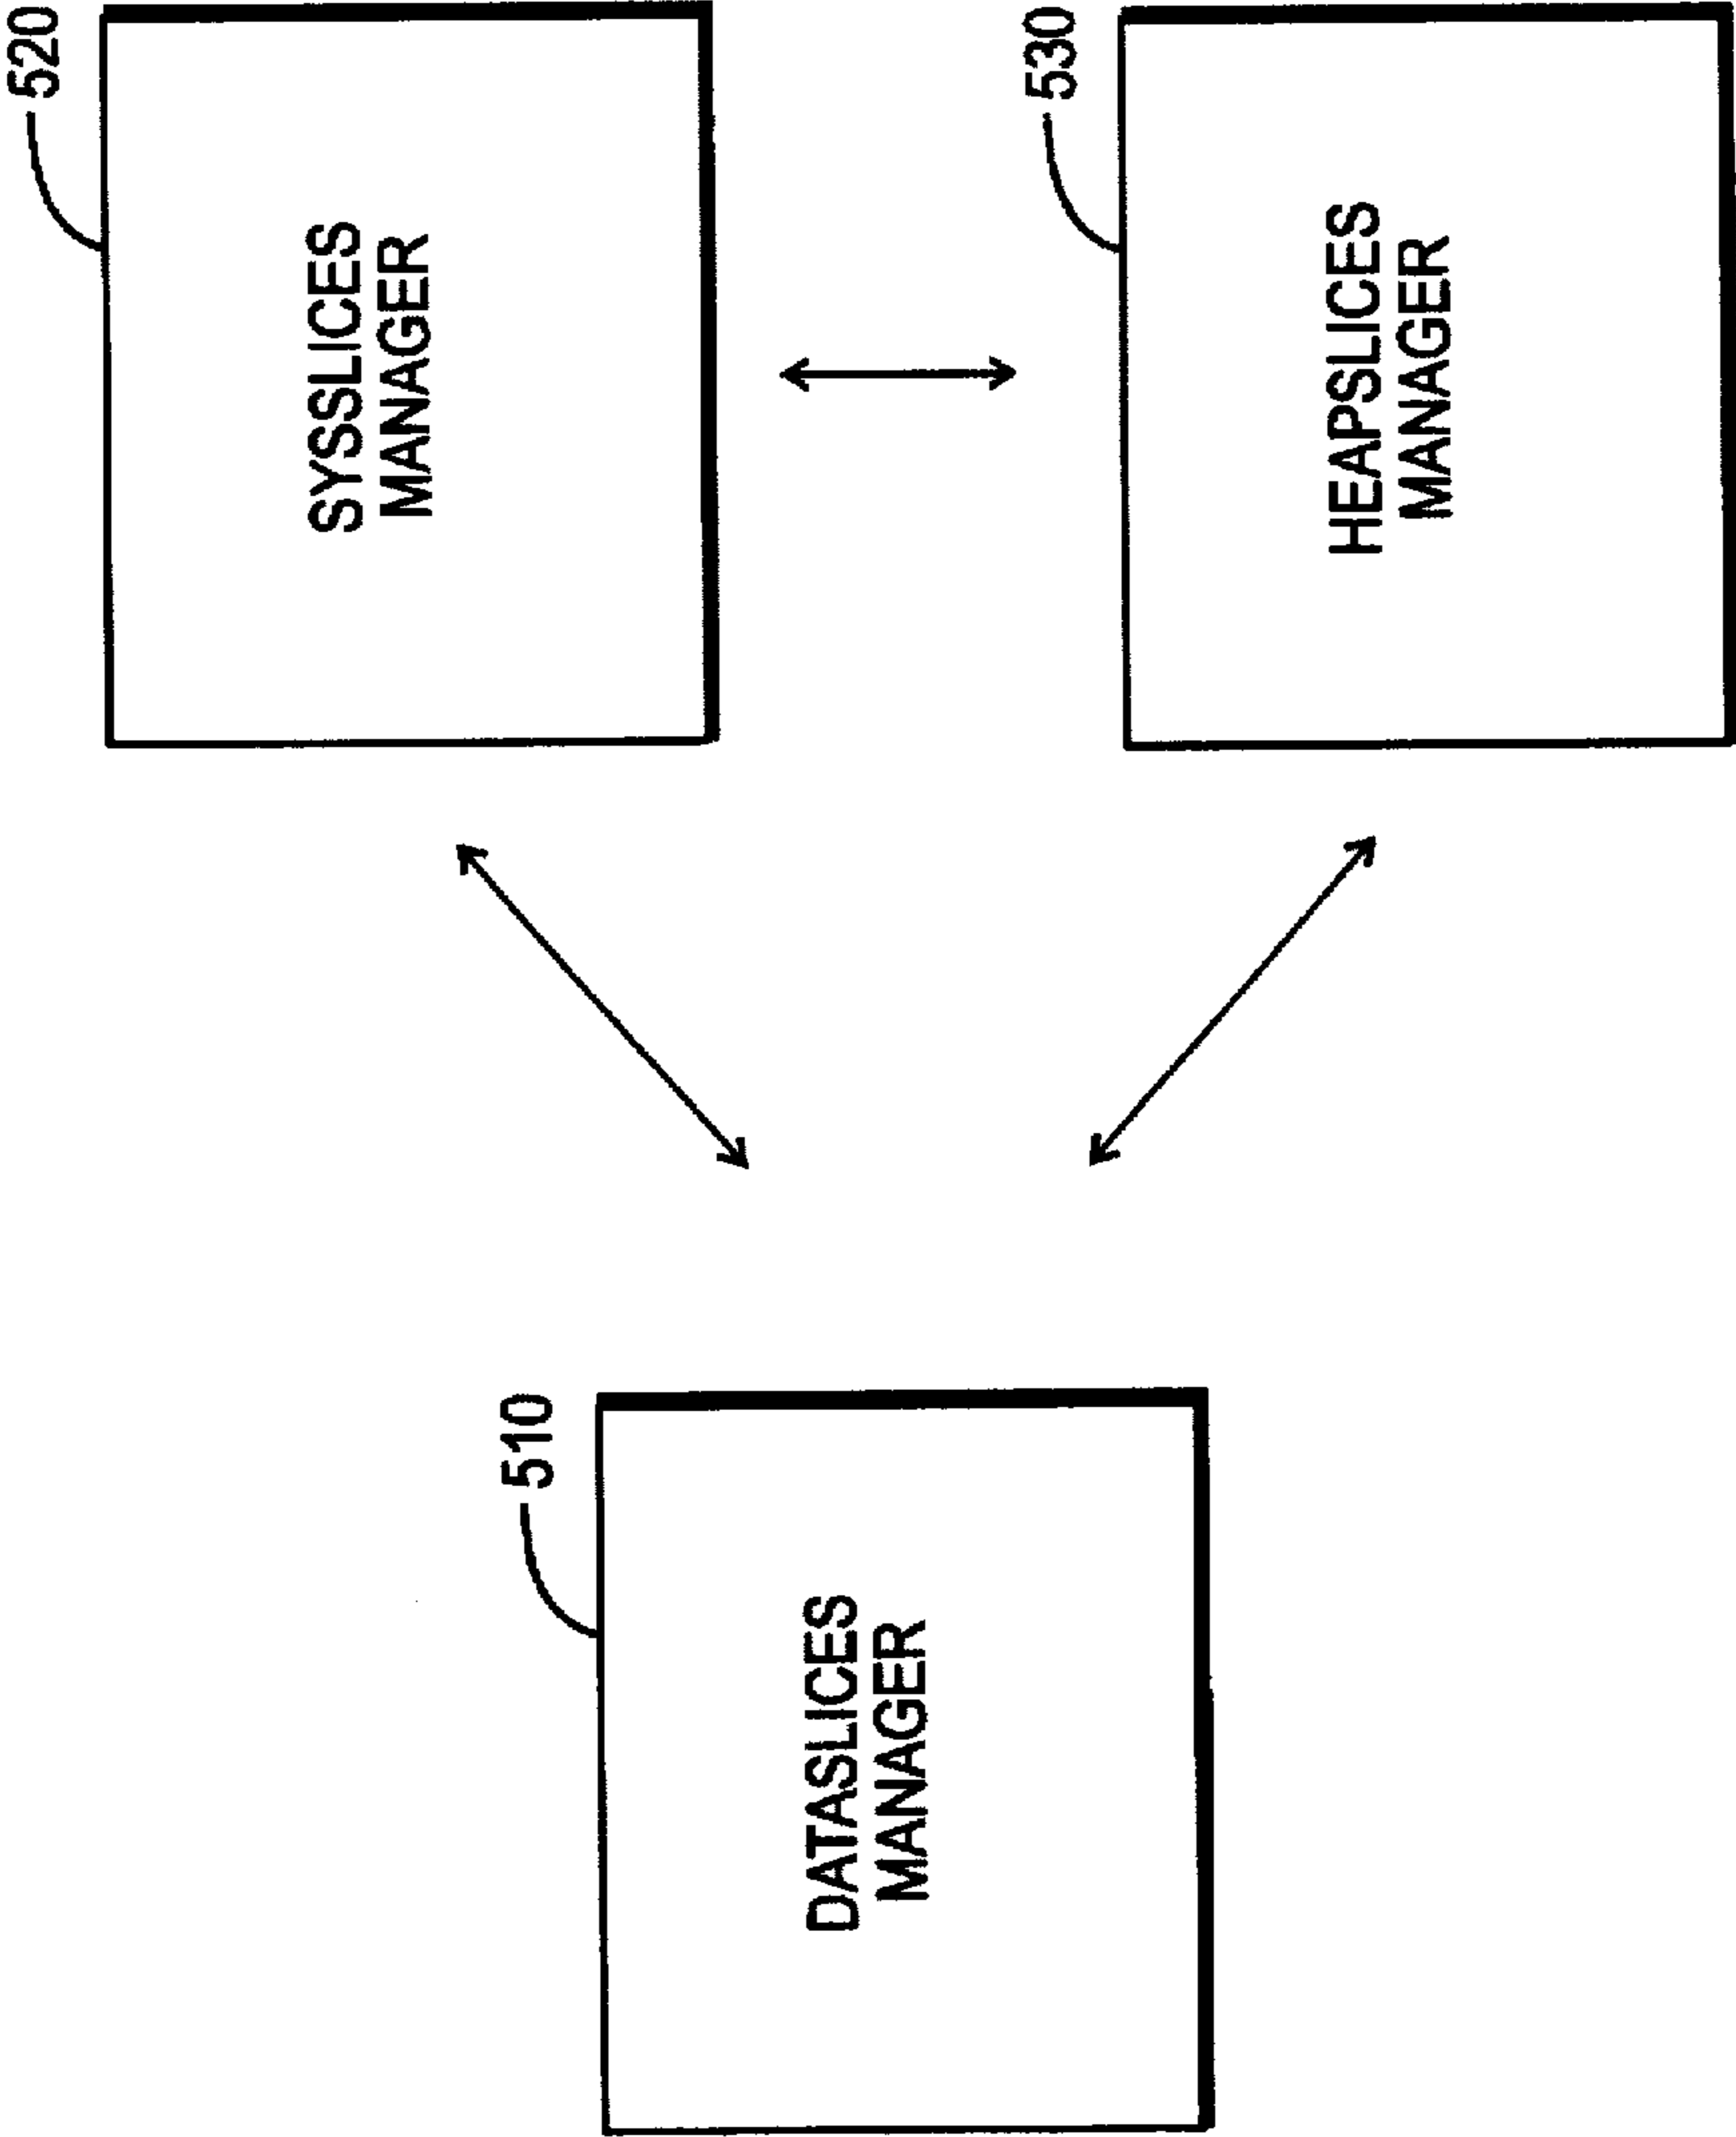 510
DATASLICES
MANAGER
520
SYSSLICES
MANAGER
530
HEAPSLICES
MANAGER